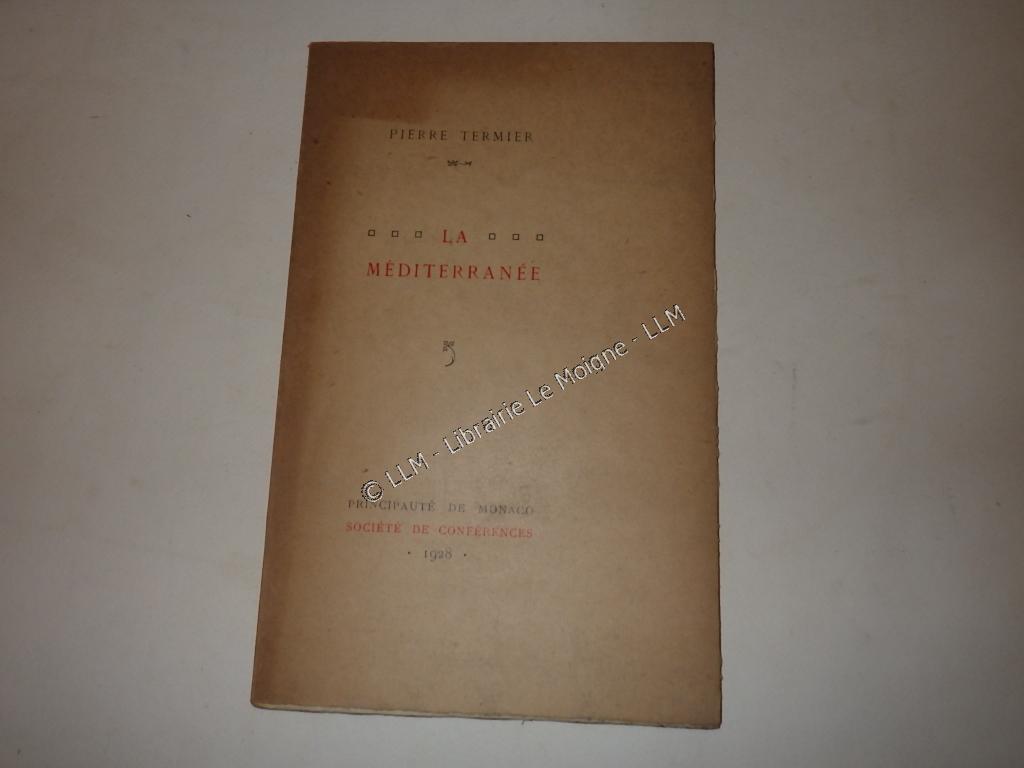 PIERRE TERMIER
LA
MÉDITERRANÉE
© LLM - Librairie Le Moigne - LLM
PRINCIPAUTÉ DE MONACO
SOCIÉTÉ DE CONFÉRENCES
· 1928 ·